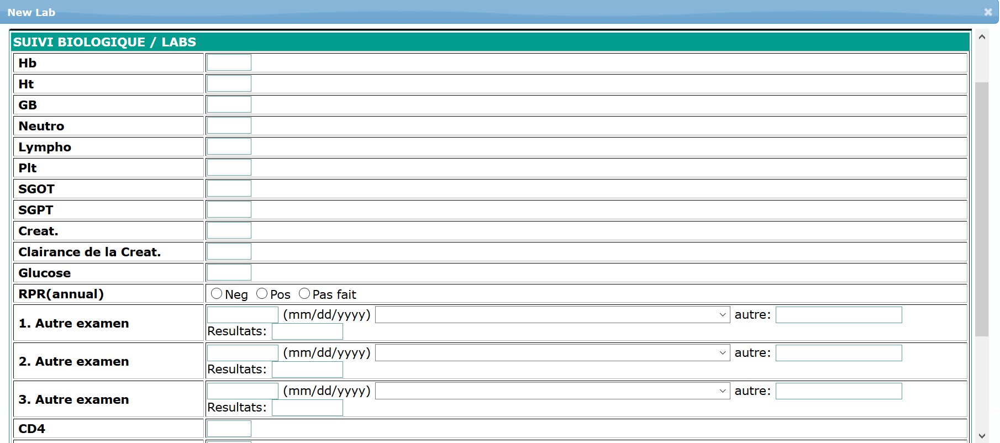 New Lab
SUIVI BIOLOGIQUE / LABS
Hb
Ht
GB
Neutro
Lympho
Plt
SGOT
SGPT
Creat.
Clairance de la Creat.
Glucose
RPR(annual) Neg Pos Pas fait
1. Autre examen (mm/dd/yyyy) autre:
Resultats:
2. Autre examen (mm/dd/yyyy) autre:
Resultats:
3. Autre examen (mm/dd/yyyy) autre:
Resultats:
CD4